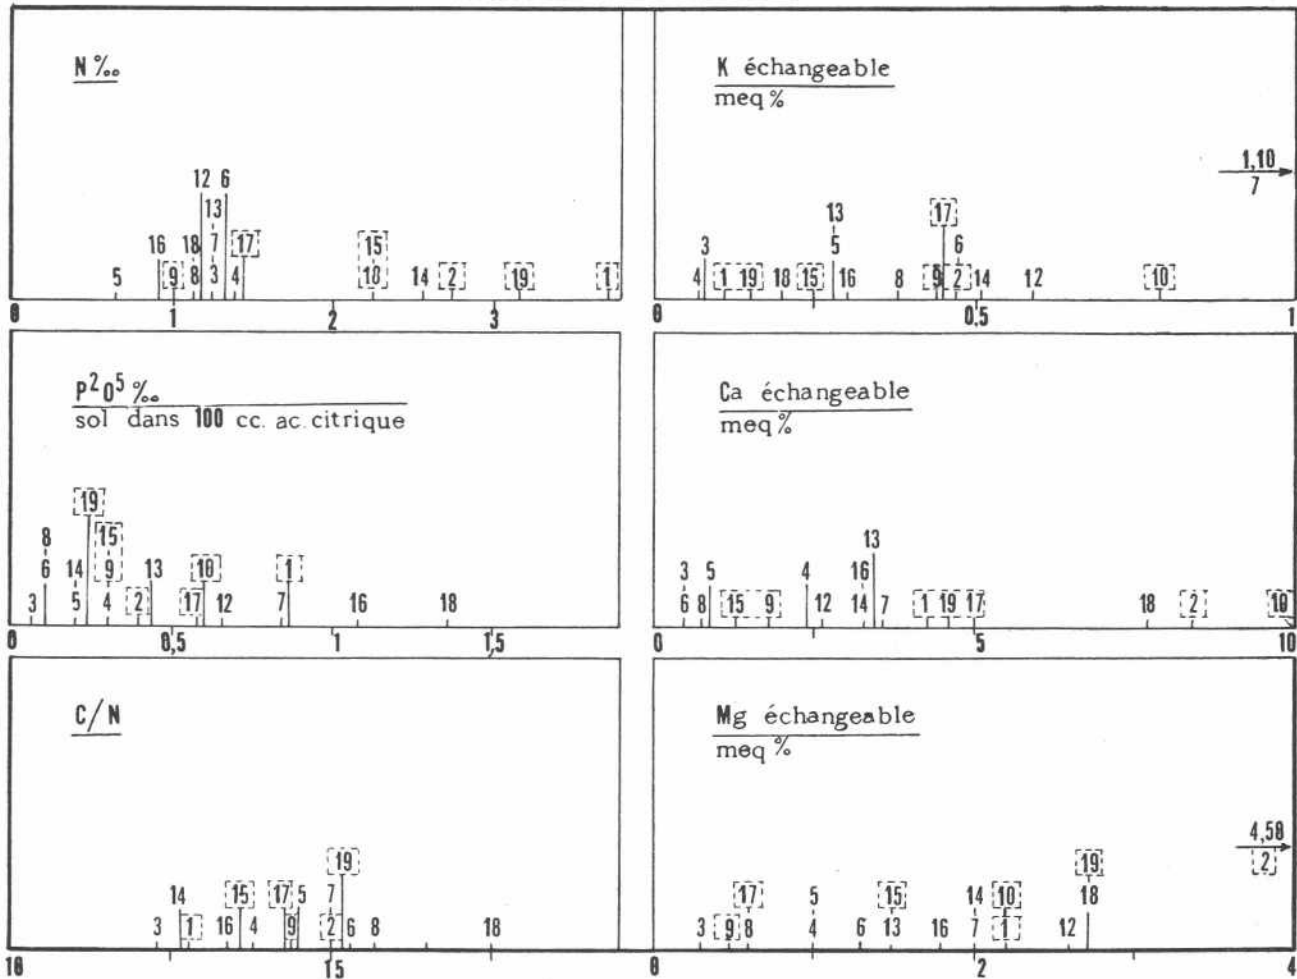 N ‰
12 6
13
16 18 7 17 15
5 9 8 3 4 10 14 2 19 1
0 1 2 3
K échangeable
meq %
1,10
7
13 17
3 5 6
4 1 19 18 15 16 8 9 2 14 12 10
0 0,5 1
P²O⁵ ‰
sol dans 100 cc. ac. citrique
19
8 15
6 14 9 13 10 1
3 5 4 2 17 12 7 16 18
0 0,5 1 1,5
Ca échangeable
meq %
13
3 5 4 16
6 8 15 9 12 14 7 1 19 17 18 2 10
0 5 10
C/N
19
14 15 17 5 7
3 1 16 4 9 2 6 8 18
10 15
Mg échangeable
meq %
4,58
2
19
17 5 15 14 10 18
3 9 8 4 6 13 16 7 1 12
0 2 4